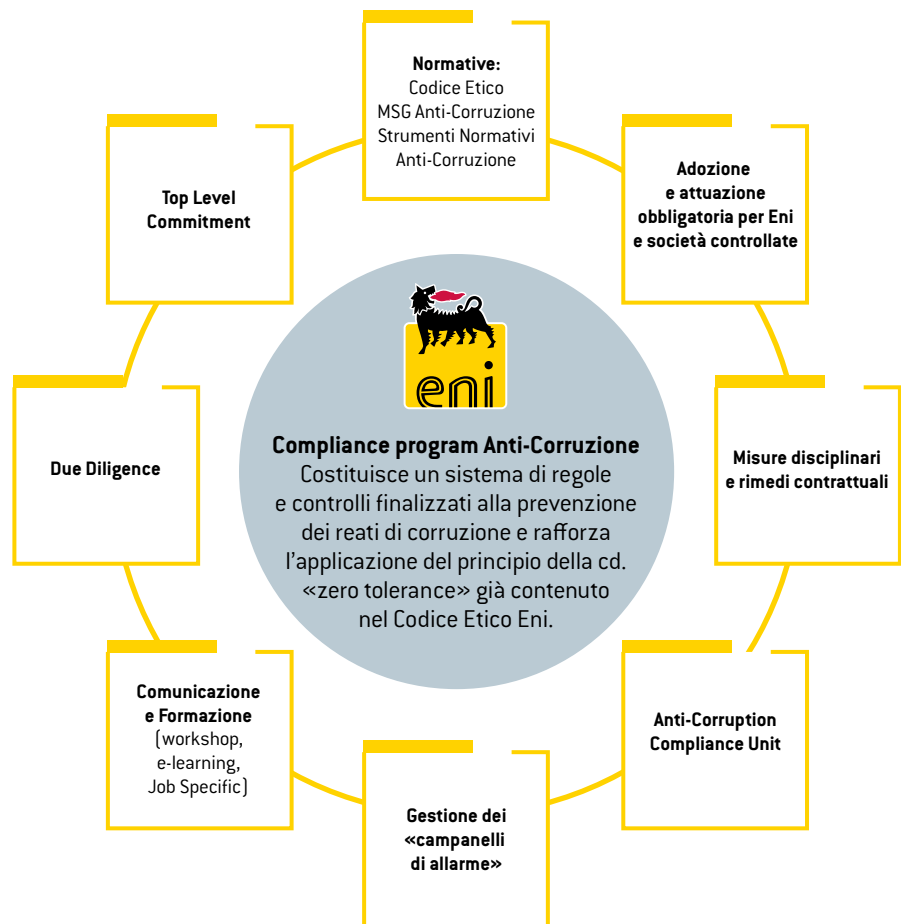 Normative:
Codice Etico
MSG Anti-Corruzione
Strumenti Normativi
Anti-Corruzione
Adozione
e attuazione
obbligatoria per Eni
e società controllate
Misure disciplinari
e rimedi contrattuali
Anti-Corruption
Compliance Unit
Gestione dei
«campanelli
di allarme»
Comunicazione
e Formazione
(workshop,
e-learning,
Job Specific)
Due Diligence
Top Level
Commitment
eni
Compliance program Anti-Corruzione
Costituisce un sistema di regole
e controlli finalizzati alla prevenzione
dei reati di corruzione e rafforza
l’applicazione del principio della cd.
«zero tolerance» già contenuto
nel Codice Etico Eni.